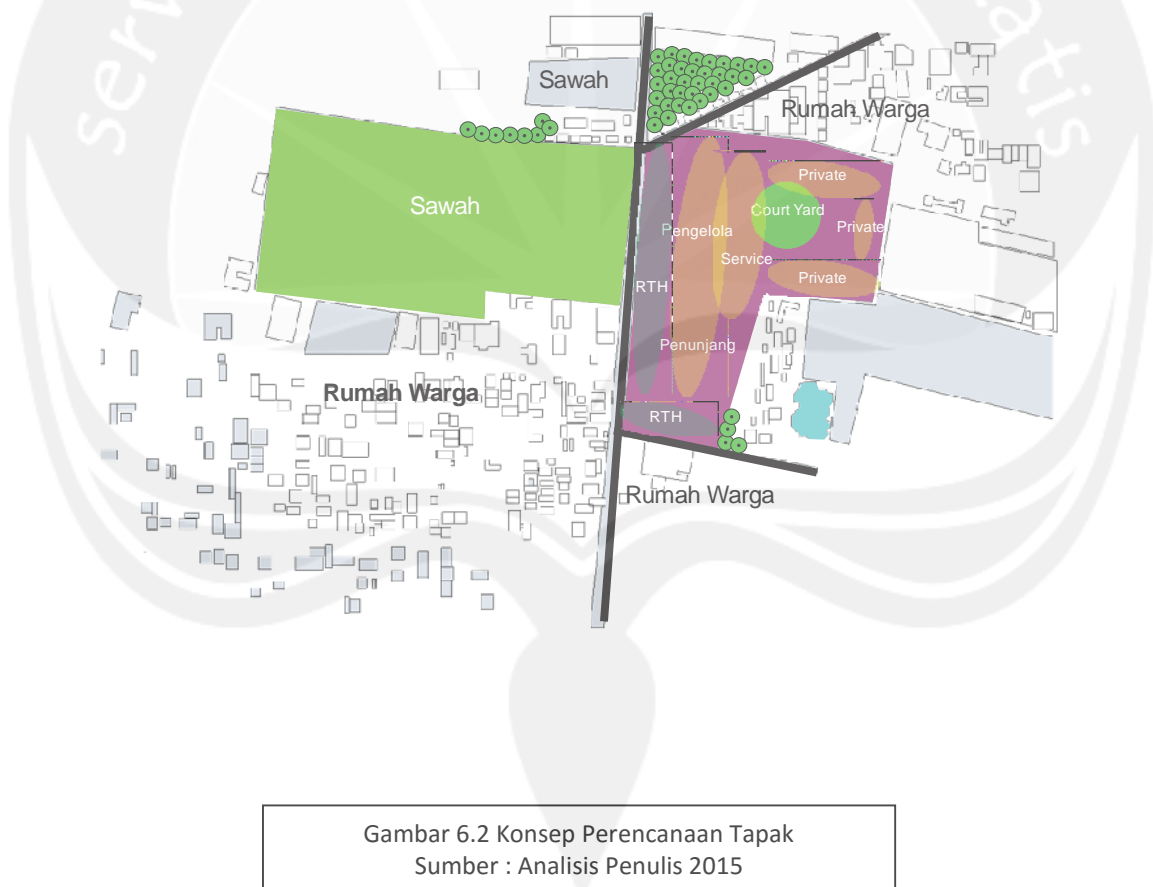 Sawah
Rumah Warga
Private
Sawah
Court Yard
Pengelola
Private
Service
Private
RTH
Penunjang
Rumah Warga
RTH
Rumah Warga
Gambar 6.2 Konsep Perencanaan Tapak
Sumber : Analisis Penulis 2015